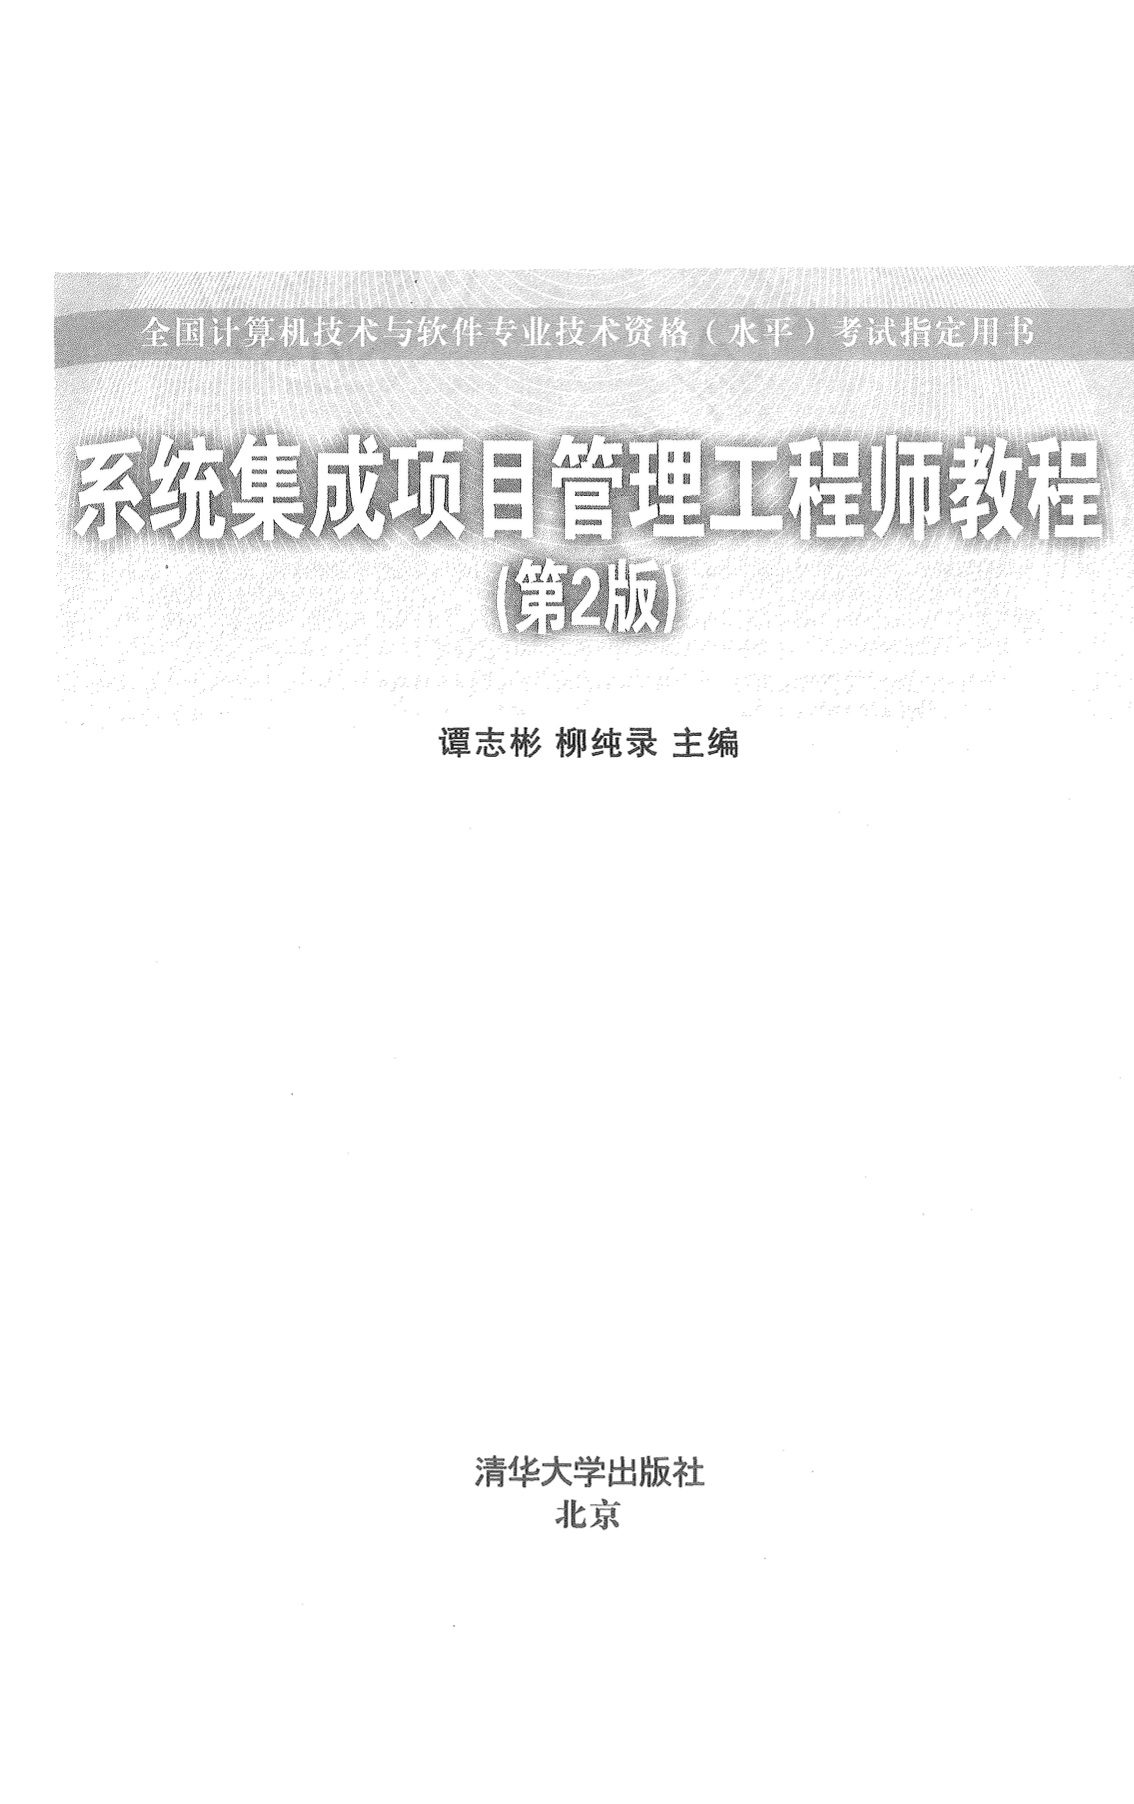 全国计算机技术与软件专业技术资格（水平）考试指定用书
系统集成项目管理工程师教程
(第2版)
谭志彬 柳纯录 主编
清华大学出版社
北京